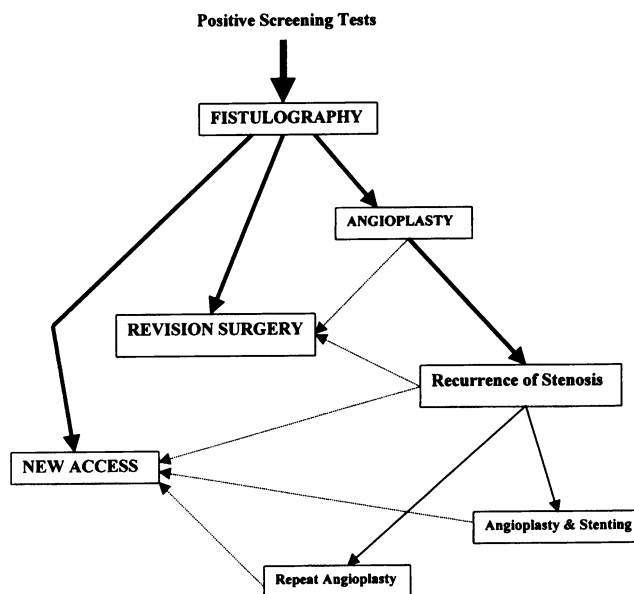 Positive Screening Tests
FISTULOGRAPHY
ANGIOPLASTY
REVISION SURGERY
Recurrence of Stenosis
NEW ACCESS
Angioplasty & Stenting
Repeat Angioplasty